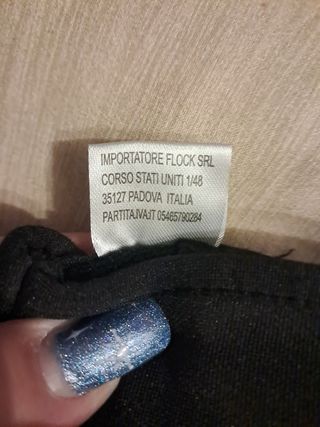 IMPORTATORE FLOCK SRL
CORSO STATI UNITI 1/48
35127 PADOVA ITALIA
PARTITA.IVA:IT 05465790284